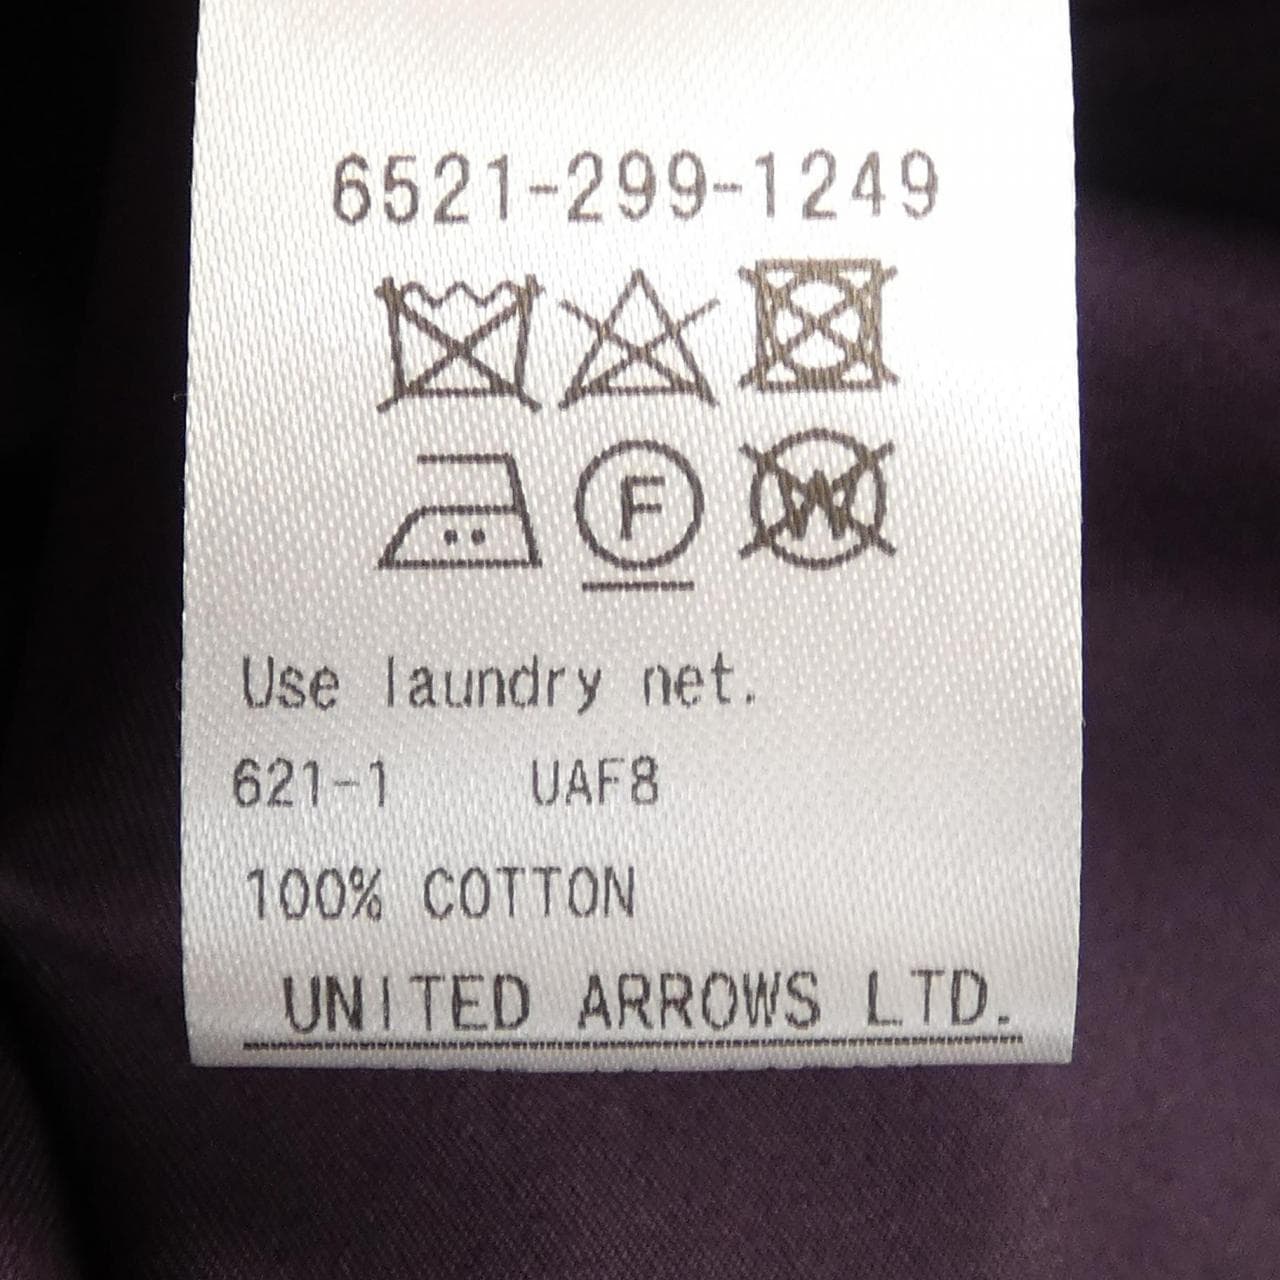 6521-299-1249
F W
Use laundry net.
621-1 UAF8
100% COTTON
UNITED ARROWS LTD.